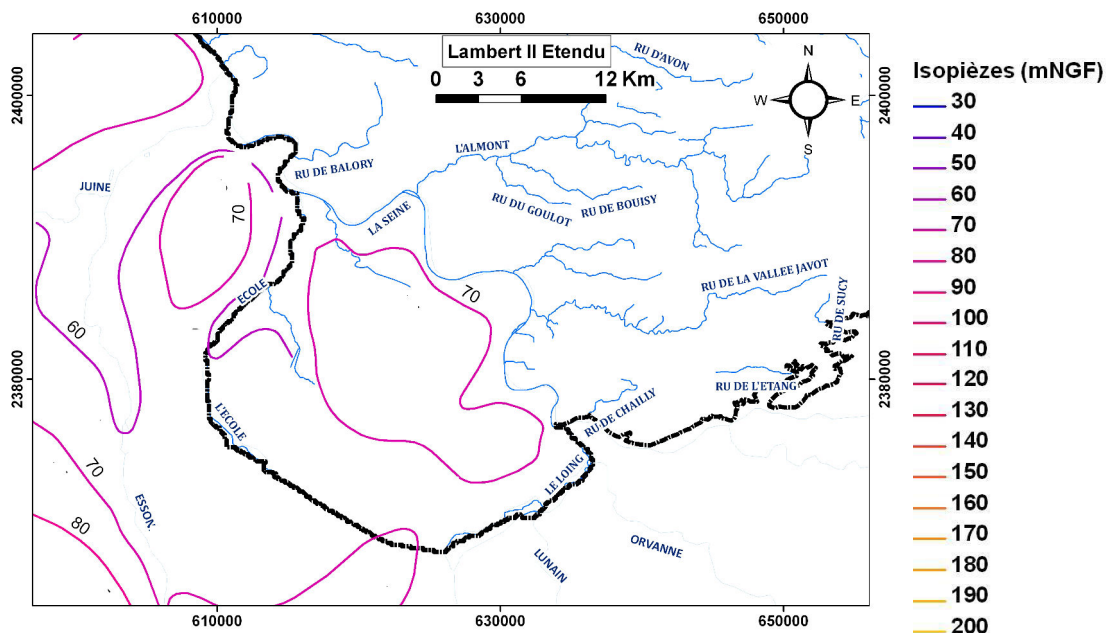 610000
630000
650000
Lambert II Etendu
0 3 6 12 Km
N
W E
S
2400000
2400000
2380000
2380000
RU D'AVON
L'ALMONT
RU DE BALORY
JUINE
RU DU GOULOT
RU DE BOUISY
LA SEINE
70
ECOLE
70
RU DE LA VALLEE JAVOT
RU DE SUCY
60
RU DE L'ETANG
RU DE CHAILLY
L'ECOLE
70
LE LOING
ESSON
80
ORVANNE
LUNAIN
610000
630000
650000
Isopièzes (mNGF)
30
40
50
60
70
80
90
100
110
120
130
140
150
160
170
180
190
200